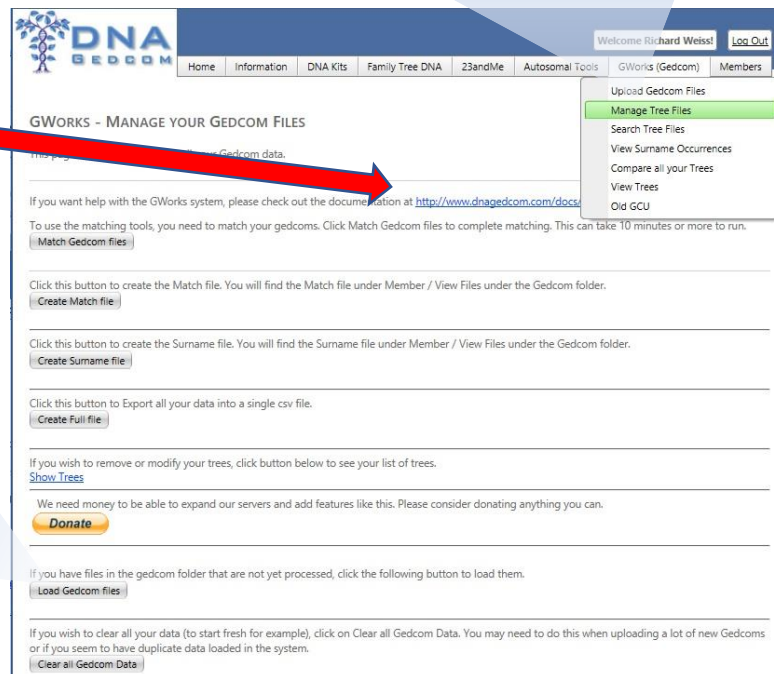 DNA
GEDCOM
Welcome Richard Weiss! Log Out
Home Information DNA Kits Family Tree DNA 23andMe Autosomal Tools GWorks (Gedcom) Members
Upload Gedcom Files
Manage Tree Files
Search Tree Files
View Surname Occurrences
Compare all your Trees
View Trees
Old GCU
GWORKS - MANAGE YOUR GEDCOM FILES
This Gedcom data.
If you want help with the GWorks system, please check out the documentation at http://www.dnagedcom.com/docs/
To use the matching tools, you need to match your gedcoms. Click Match Gedcom files to complete matching. This can take 10 minutes or more to run.
Match Gedcom files
Click this button to create the Match file. You will find the Match file under Member / View Files under the Gedcom folder.
Create Match file
Click this button to create the Surname file. You will find the Surname file under Member / View Files under the Gedcom folder.
Create Surname file
Click this button to Export all your data into a single csv file.
Create Full file
If you wish to remove or modify your trees, click button below to see your list of trees.
Show Trees
We need money to be able to expand our servers and add features like this. Please consider donating anything you can.
Donate
If you have files in the gedcom folder that are not yet processed, click the following button to load them.
Load Gedcom files
If you wish to clear all your data (to start fresh for example), click on Clear all Gedcom Data. You may need to do this when uploading a lot of new Gedcoms
or if you seem to have duplicate data loaded in the system.
Clear all Gedcom Data